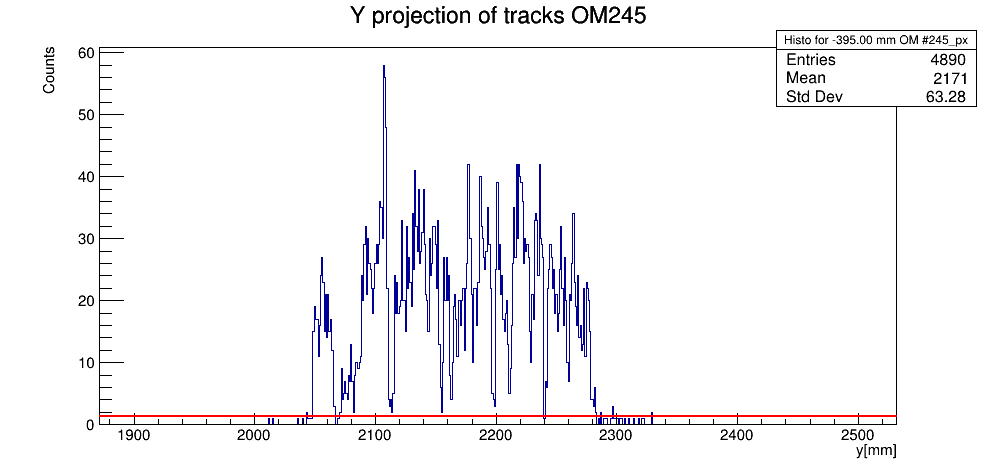 Y projection of tracks OM245
Histo for -395.00 mm OM #245_px
Entries 4890
Mean 2171
Std Dev 63.28
Counts
60
50
40
30
20
10
0
1900 2000 2100 2200 2300 2400 2500
y[mm]